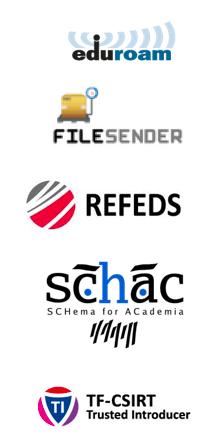 eduroam
FILESENDER
REFEDS
schac
SCHema for ACademia
TI
TF-CSIRT
Trusted Introducer